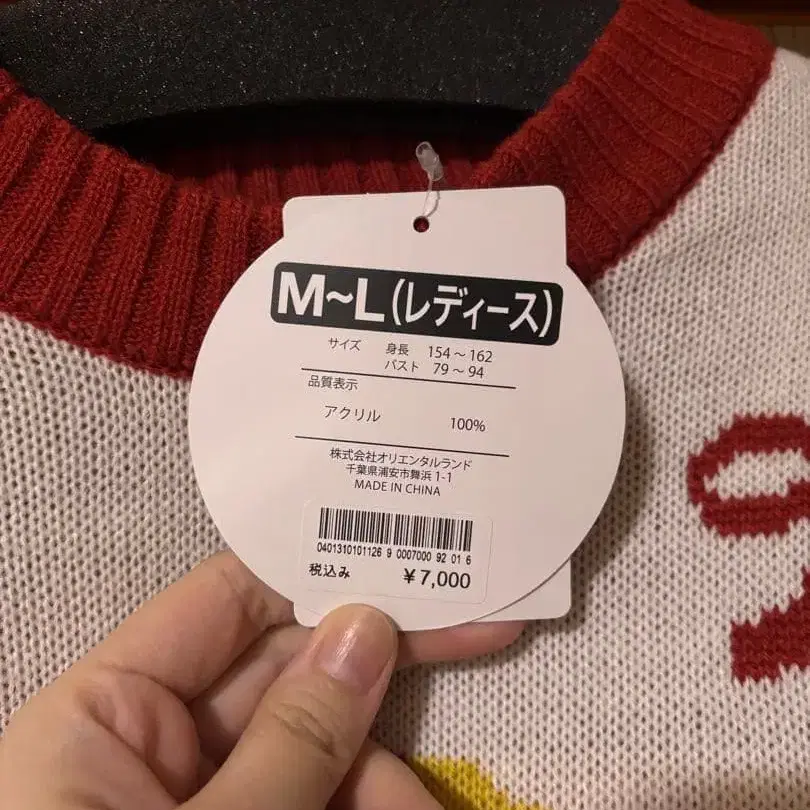 M~L(レディース)
サイズ 身長 154～162
バスト 79～94
品質表示
アクリル 100%
株式会社オリエンタルランド
千葉県浦安市舞浜 1-1
MADE IN CHINA
0401310101126 9 0007000 92 01 6
税込み ¥7,000